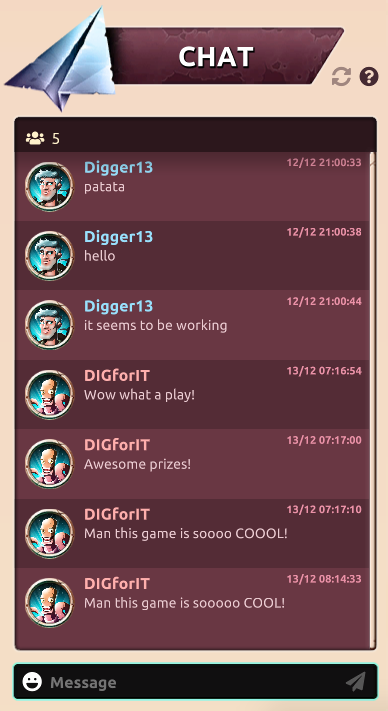 CHAT
5
Digger13 12/12 21:00:33
patata
Digger13 12/12 21:00:38
hello
Digger13 12/12 21:00:44
it seems to be working
DIGforIT 13/12 07:16:54
Wow what a play!
DIGforIT 13/12 07:17:00
Awesome prizes!
DIGforIT 13/12 07:17:10
Man this game is soooo COOOL!
DIGforIT 13/12 08:14:33
Man this game is sooooo COOL!
Message